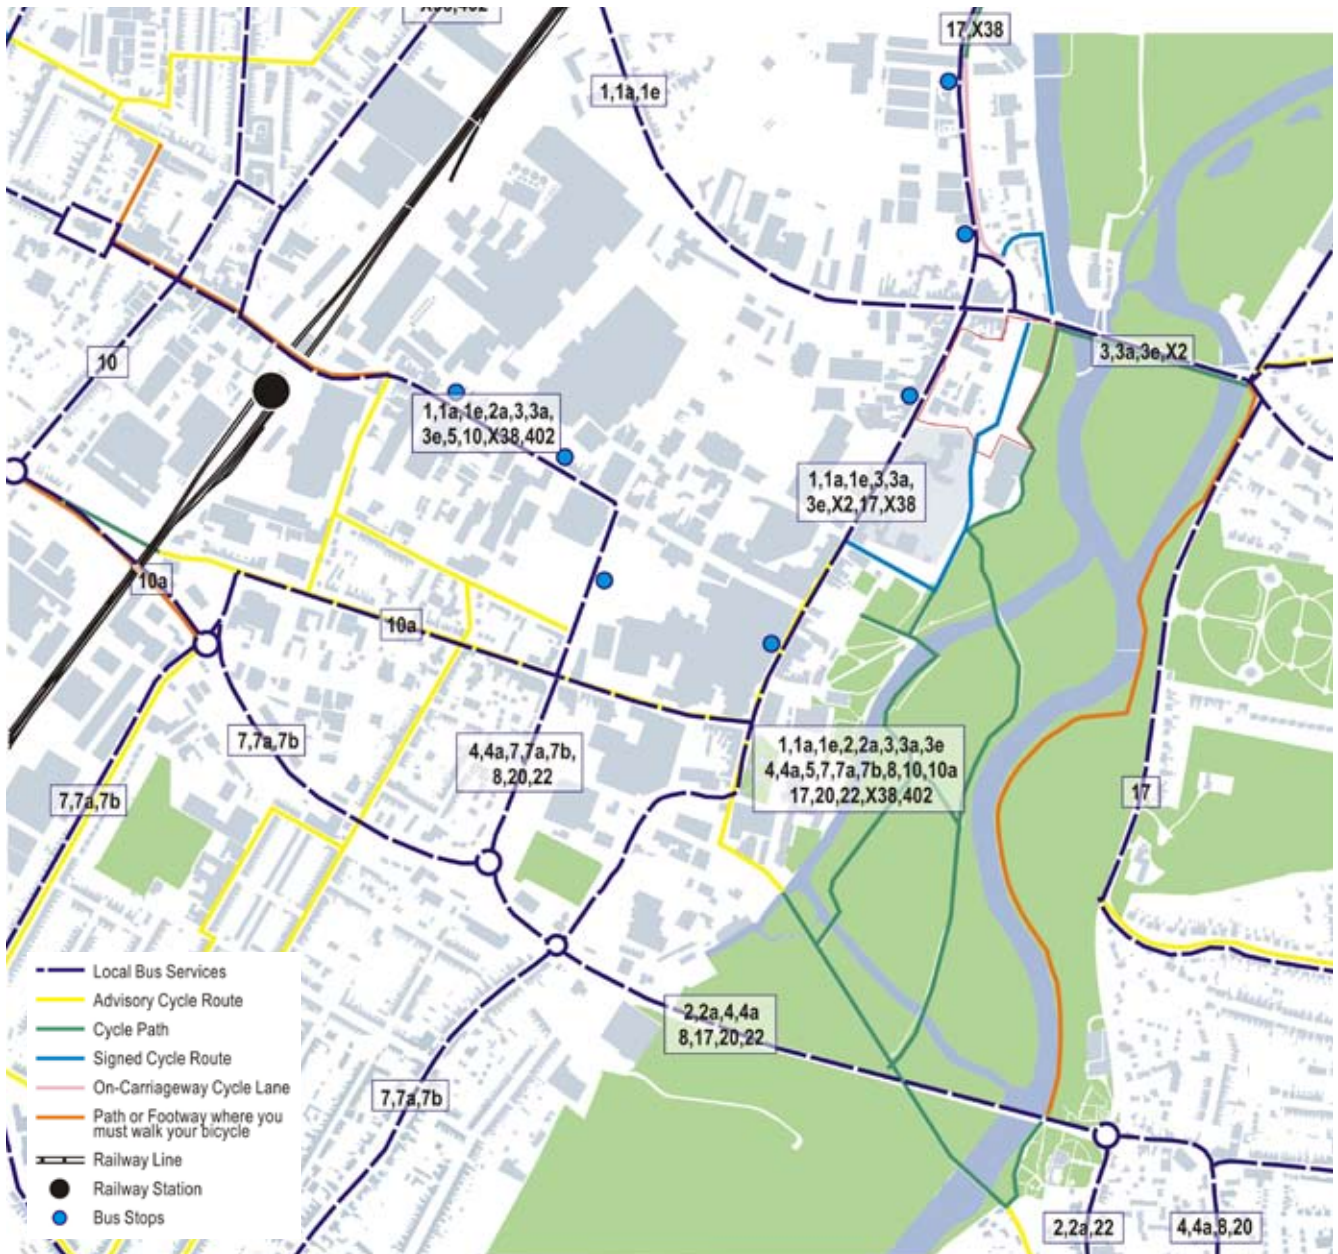 17,X38
1,1a,1e
10
3,3a,3e,X2
1,1a,1e,2a,3,3a,
3e,5,10,X38,402
1,1a,1e,3,3a,
3e,X2,17,X38
10a
10a
7,7a,7b
4,4a,7,7a,7b,
8,20,22
1,1a,1e,2,2a,3,3a,3e
4,4a,5,7,7a,7b,8,10,10a
17,20,22,X38,402
7,7a,7b
17
2,2a,4,4a
8,17,20,22
7,7a,7b
2,2a,22
4,4a,8,20
Local Bus Services
Advisory Cycle Route
Cycle Path
Signed Cycle Route
On-Carriageway Cycle Lane
Path or Footway where you
must walk your bicycle
Railway Line
Railway Station
Bus Stops